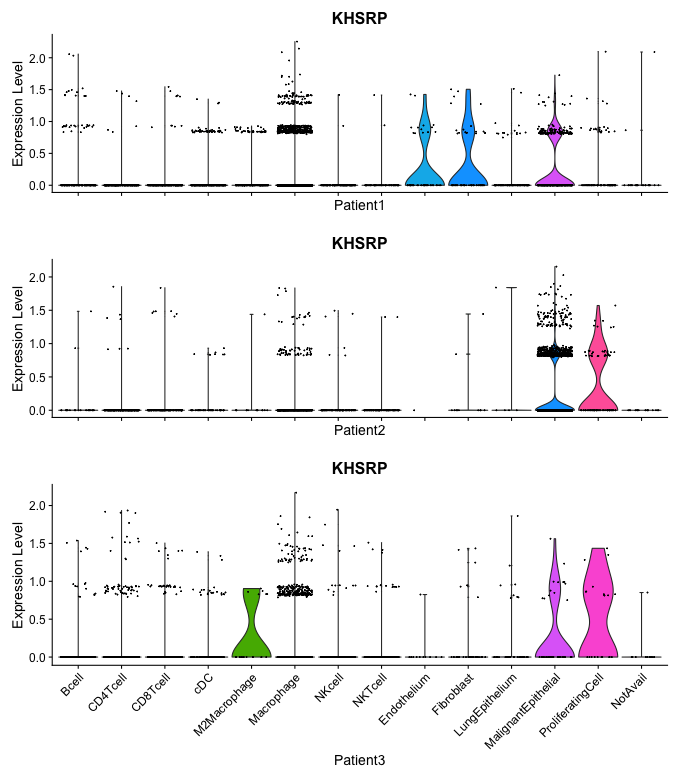 KHSRP
Expression Level
2.0
1.5
1.0
0.5
0.0
Patient1
KHSRP
Expression Level
2.0
1.5
1.0
0.5
0.0
Patient2
KHSRP
Expression Level
2.0
1.5
1.0
0.5
0.0
Bcell
CD4Tcell
CD8Tcell
cDC
M2Macrophage
Macrophage
NKcell
NKTcell
Endothelium
Fibroblast
LungEpithelium
MalignantEpithelial
ProliferatingCell
NotAvail
Patient3